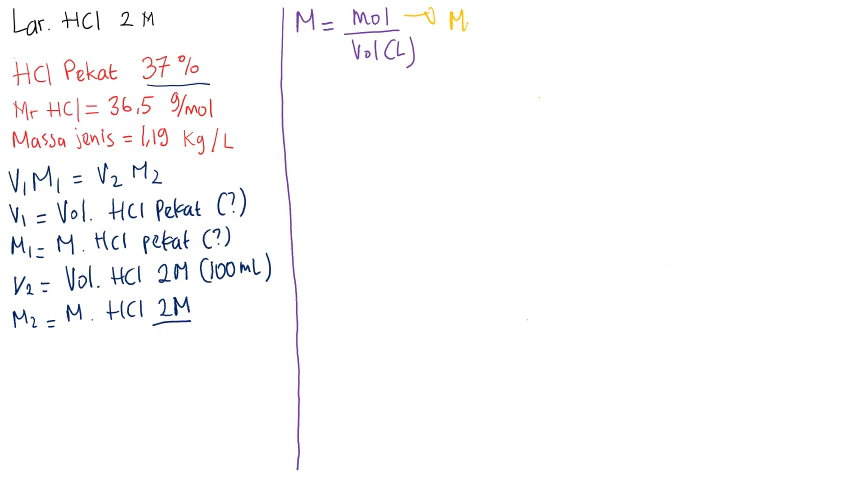 Lar. HCl 2 M
HCl Pekat 37%
Mr HCl = 36,5 g/mol
Massa jenis = 1,19 Kg/L
V₁M₁ = V₂ M₂
V₁ = Vol. HCl Pekat (?)
M₁ = M. HCl pekat (?)
V₂ = Vol. HCl 2M (100 mL)
M₂ = M. HCl 2M
M = mol / Vol (L) → M